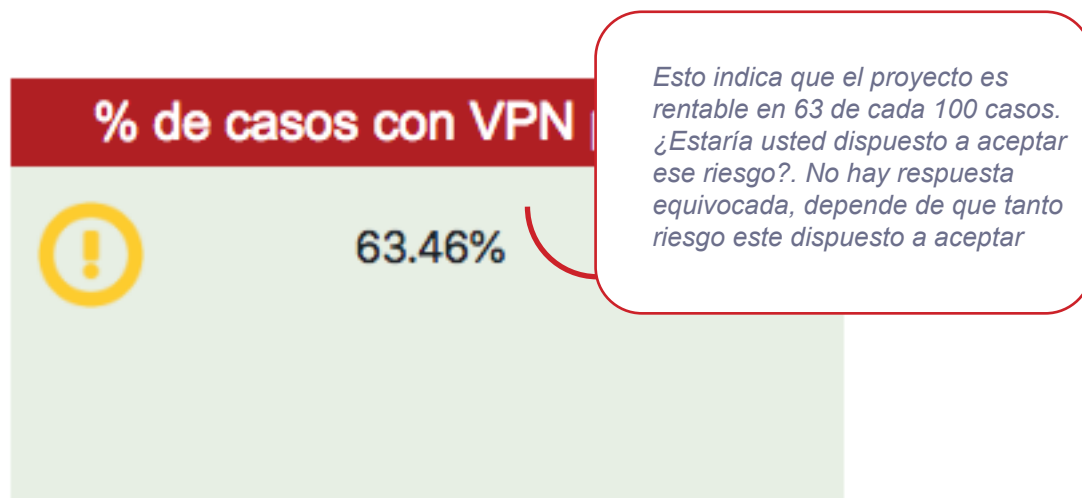 % de casos con VPN
63.46%
Esto indica que el proyecto es
rentable en 63 de cada 100 casos.
¿Estaría usted dispuesto a aceptar
ese riesgo?. No hay respuesta
equivocada, depende de que tanto
riesgo este dispuesto a aceptar